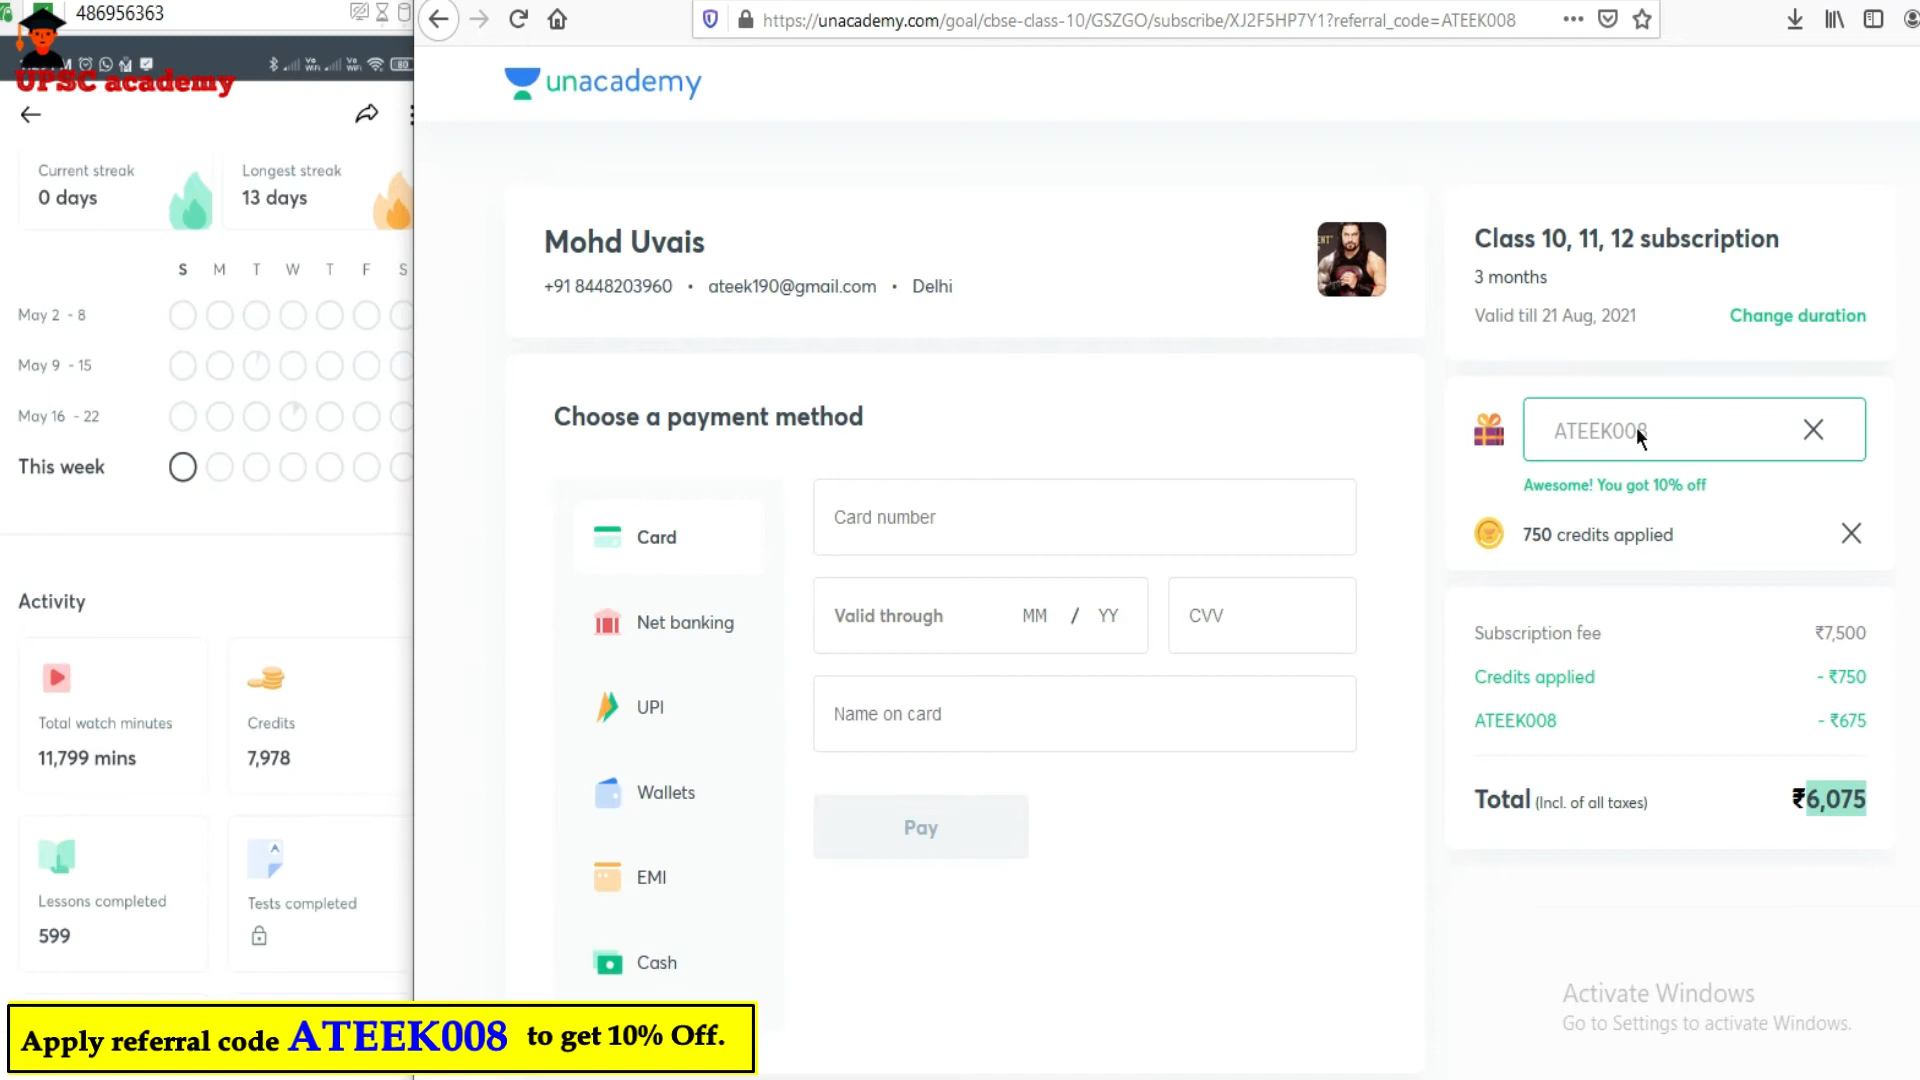 486956363
UPSC academy
Current streak
0 days
Longest streak
13 days
S M T W T F S
May 2 - 8
May 9 - 15
May 16 - 22
This week
Activity
Total watch minutes
11,799 mins
Credits
7,978
Lessons completed
599
Tests completed
https://unacademy.com/goal/cbse-class-10/GSZGO/subscribe/XJ2F5HP7Y1?referral_code=ATEEK008
unacademy
Mohd Uvais
+91 8448203960 • ateek190@gmail.com • Delhi
Choose a payment method
Card
Net banking
UPI
Wallets
EMI
Cash
Card number
Valid through MM / YY
CVV
Name on card
Pay
Class 10, 11, 12 subscription
3 months
Valid till 21 Aug, 2021
Change duration
ATEEK008
Awesome! You got 10% off
750 credits applied
Subscription fee ₹7,500
Credits applied - ₹750
ATEEK008 - ₹675
Total (Incl. of all taxes) ₹6,075
Activate Windows
Go to Settings to activate Windows.
Apply referral code ATEEK008 to get 10% Off.